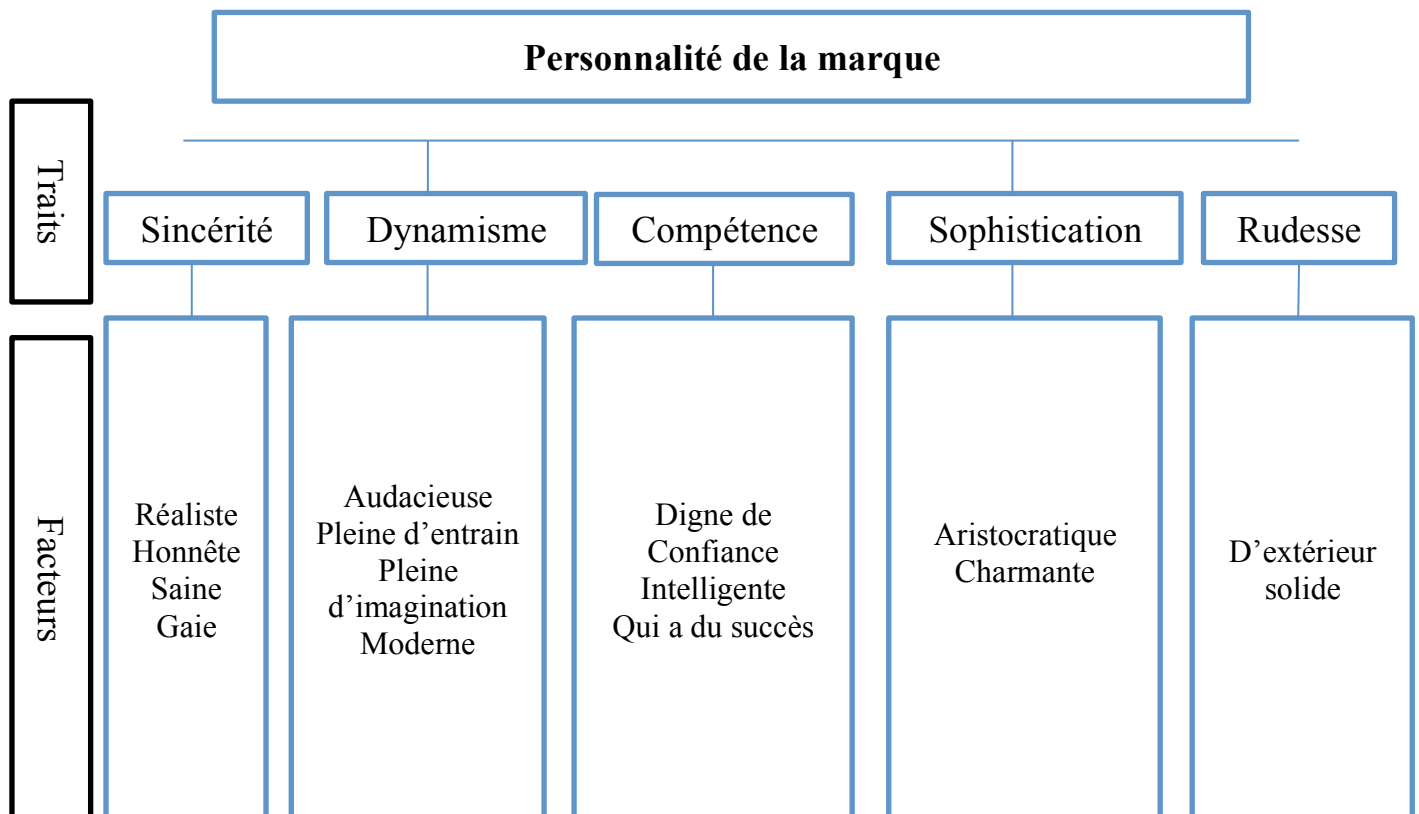 Personnalité de la marque
Traits
Sincérité
Dynamisme
Compétence
Sophistication
Rudesse
Facteurs
Réaliste
Honnête
Saine
Gaie
Audacieuse
Pleine d’entrain
Pleine
d’imagination
Moderne
Digne de
Confiance
Intelligente
Qui a du succès
Aristocratique
Charmante
D’extérieur
solide